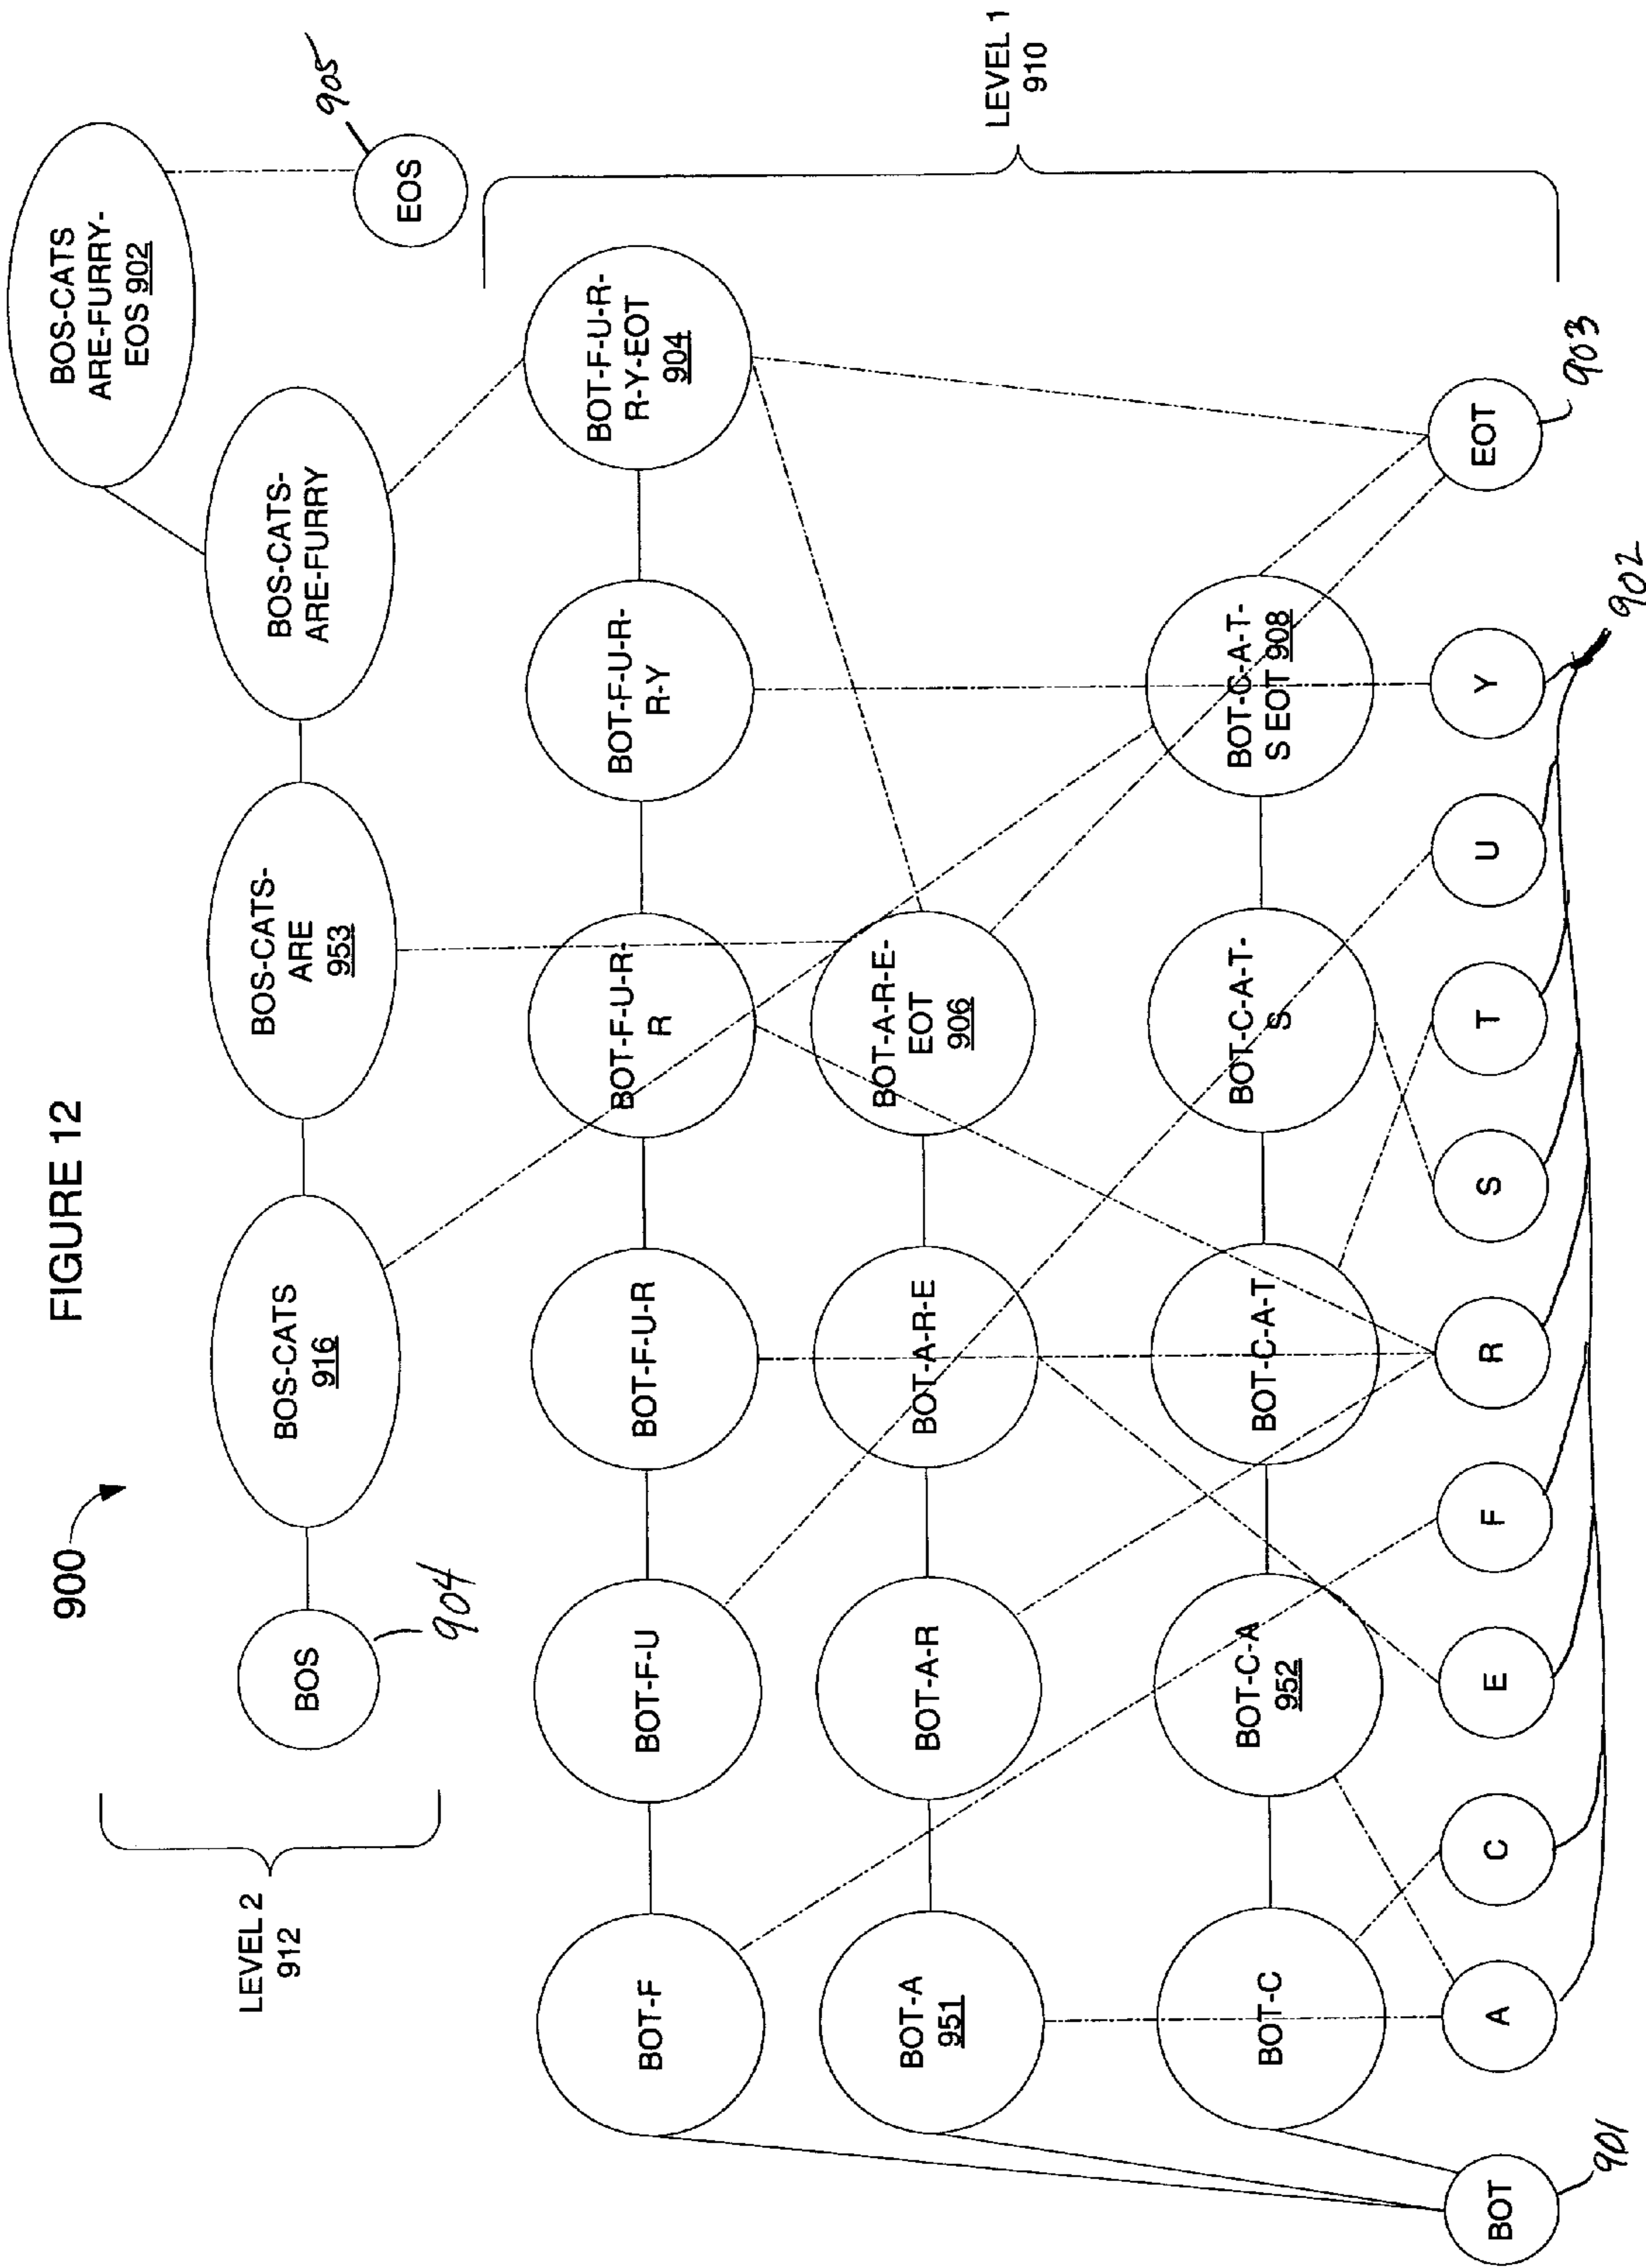 FIGURE 12
900
BOS-CATS
ARE-FURRY-
EOS 902
905
EOS
BOS-CATS-
ARE-FURRY
BOS-CATS-
ARE
953
BOS-CATS
916
BOS
904
LEVEL 2
912
LEVEL 1
910
BOT-F
BOT-F-U
BOT-F-U-R
BOT-F-U-R-
R
BOT-F-U-R-
R-Y
BOT-F-U-R-
R-Y-EOT
904
BOT-A
951
BOT-A-R
BOT-A-R-E
BOT-A-R-E-
EOT
906
BOT-C
BOT-C-A
952
BOT-C-A-T
BOT-C-A-T-
S
BOT-C-A-T-
S EOT 908
BOT
901
A
C
E
F
R
S
T
U
Y
902
EOT
903